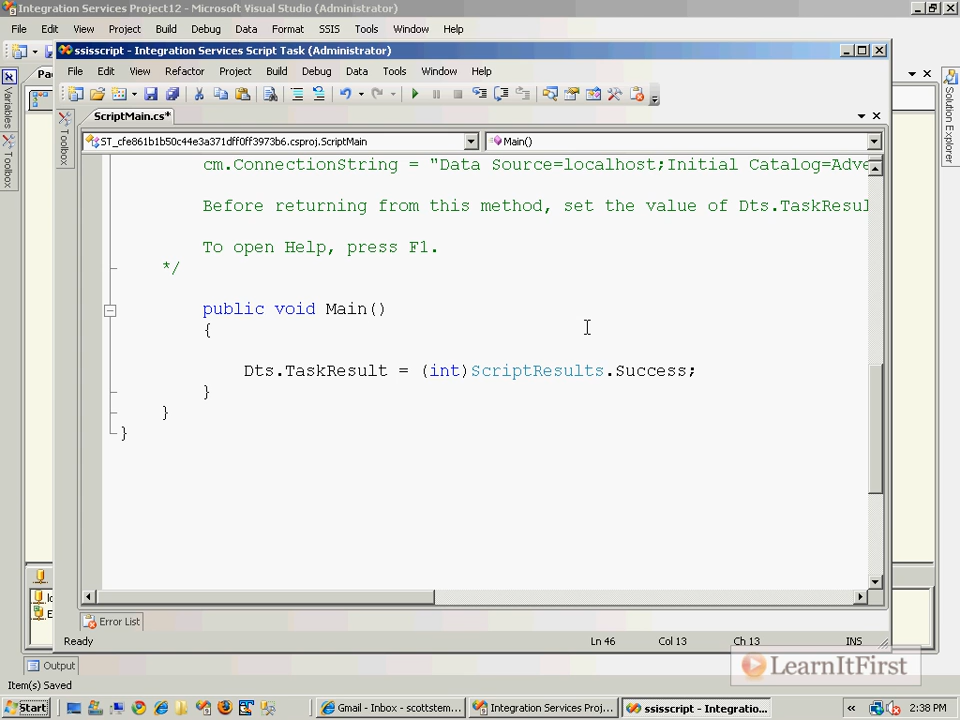 Integration Services Project12 - Microsoft Visual Studio (Administrator)
File Edit View Project Build Debug Data Format SSIS Tools Window Help
ssisscript - Integration Services Script Task (Administrator)
File Edit View Refactor Project Build Debug Data Tools Window Help
Variables
Toolbox
Toolbox
Solution Explorer
ScriptMain.cs*
ST_cfe861b1b50c44e3a371dff0ff3973b6.csproj.ScriptMain
Main()
cm.ConnectionString = "Data Source=localhost;Initial Catalog=Adve
Before returning from this method, set the value of Dts.TaskResul
To open Help, press F1.
*/
public void Main()
{
Dts.TaskResult = (int)ScriptResults.Success;
}
}
}
Error List
Ready Ln 46 Col 13 Ch 13 INS
Output
LearnItFirst
Item(s) Saved
Start Gmail - Inbox - scottstem... Integration Services Proj... ssisscript - Integratio... 2:38 PM